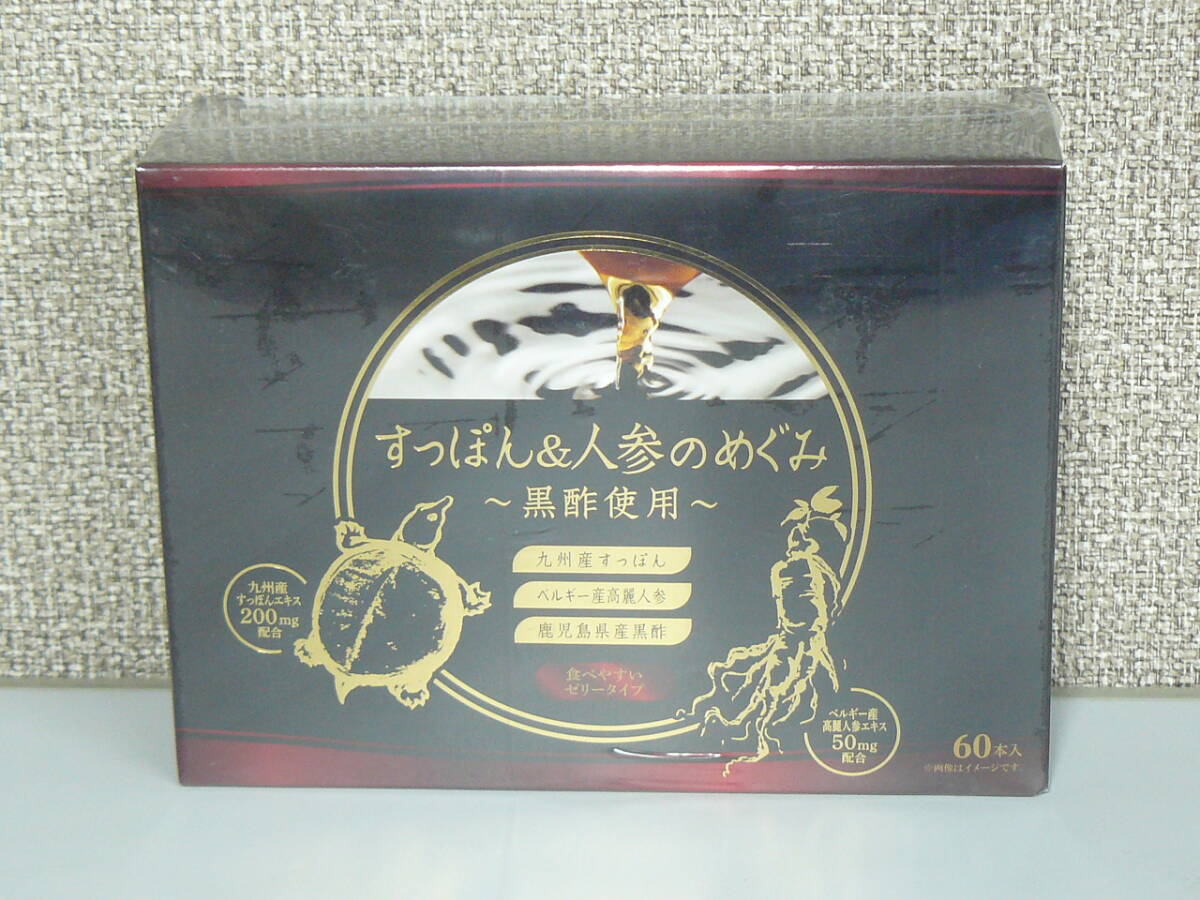 すっぽん&人参のめぐみ
～黒酢使用～
九州産すっぽん
ベルギー産高麗人参
鹿児島県産黒酢
食べやすい
ゼリータイプ
九州産
すっぽんエキス
200mg
配合
ベルギー産
高麗人参エキス
50mg
配合
60本入
※画像はイメージです。